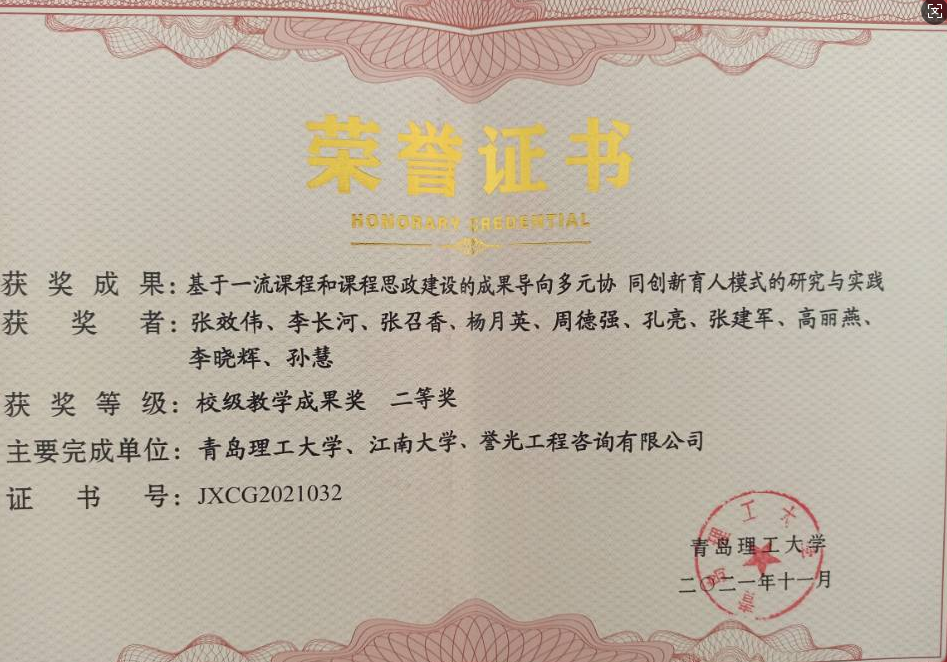 荣誉证书
HONORARY CREDENTIAL
获奖成果：基于一流课程和课程思政建设的成果导向多元协 同创新育人模式的研究与实践
获奖者：张效伟、李长河、张召香、杨月英、周德强、孔亮、张建军、高丽燕、
李晓辉、孙慧
获奖等级：校级教学成果奖 二等奖
主要完成单位：青岛理工大学、江南大学、誉光工程咨询有限公司
证书号：JXCG2021032
青岛理工大学
青岛理工大学
二〇二一年十一月